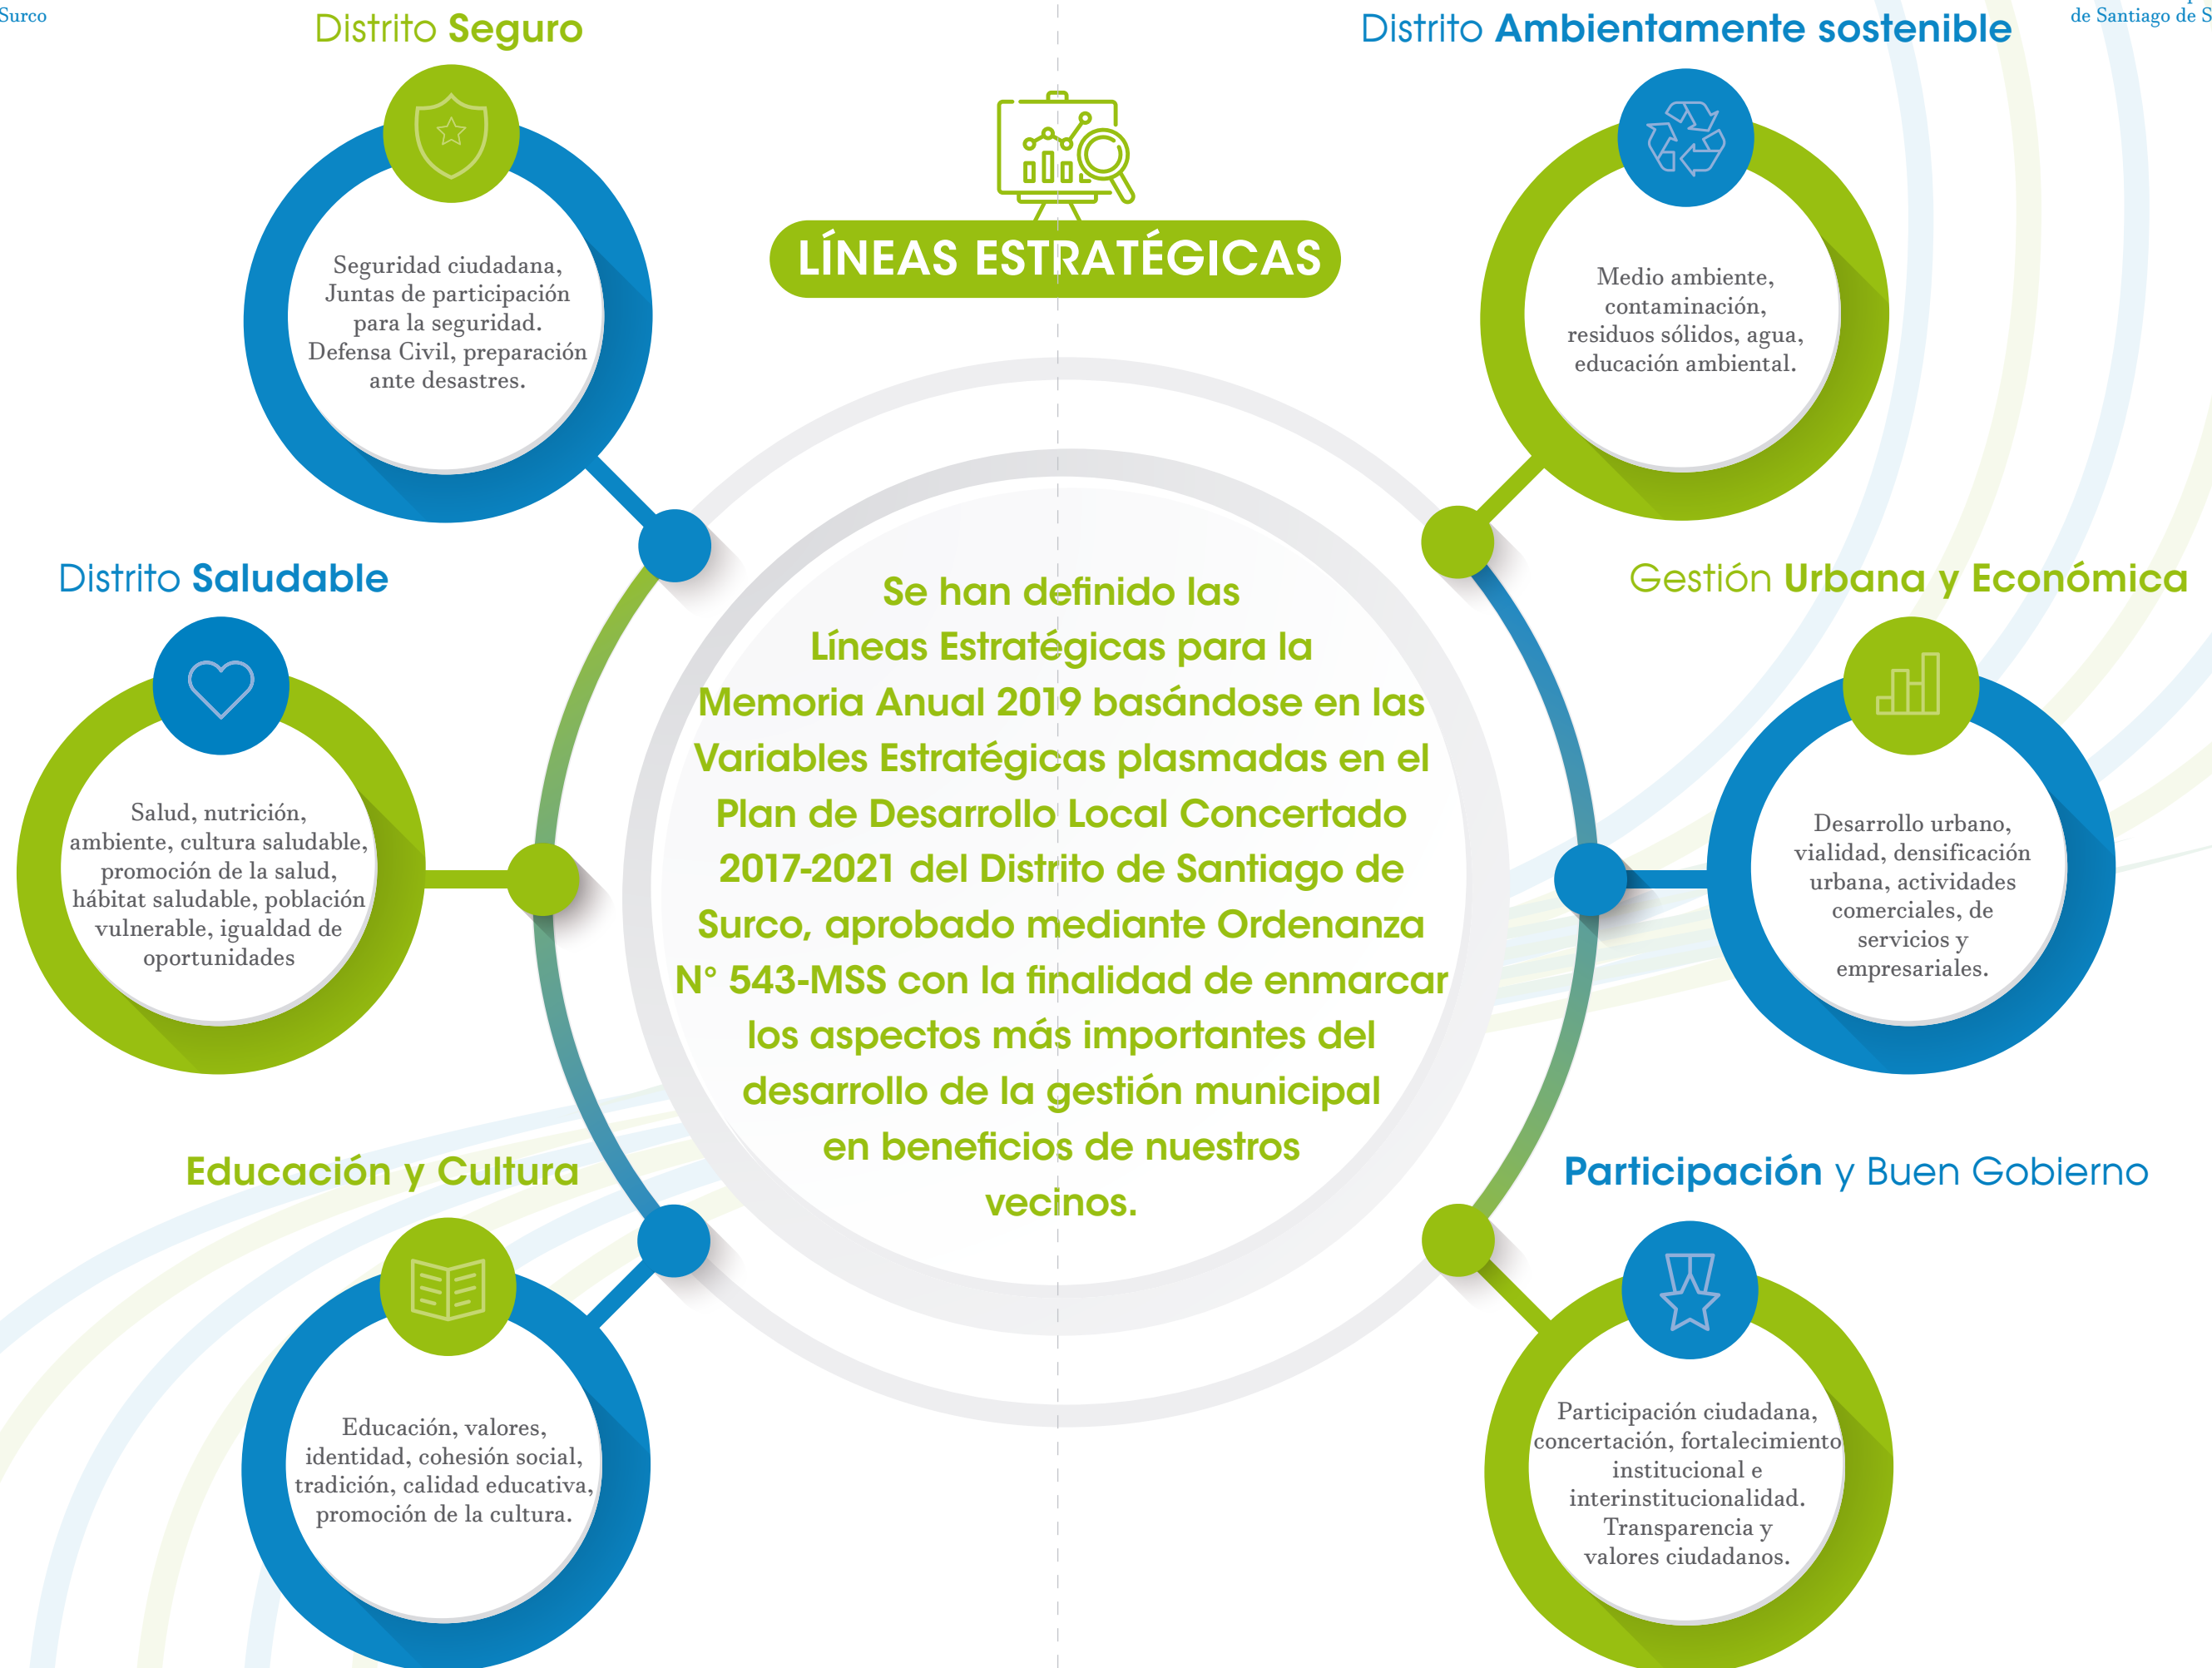 Surco
de Santiago de S
Distrito Seguro
Seguridad ciudadana,
Juntas de participación
para la seguridad.
Defensa Civil, preparación
ante desastres.
Distrito Saludable
Salud, nutrición,
ambiente, cultura saludable,
promoción de la salud,
hábitat saludable, población
vulnerable, igualdad de
oportunidades
Educación y Cultura
Educación, valores,
identidad, cohesión social,
tradición, calidad educativa,
promoción de la cultura.
LÍNEAS ESTRATÉGICAS
Se han definido las
Líneas Estratégicas para la
Memoria Anual 2019 basándose en las
Variables Estratégicas plasmadas en el
Plan de Desarrollo Local Concertado
2017-2021 del Distrito de Santiago de
Surco, aprobado mediante Ordenanza
N° 543-MSS con la finalidad de enmarcar
los aspectos más importantes del
desarrollo de la gestión municipal
en beneficios de nuestros
vecinos.
Distrito Ambientamente sostenible
Medio ambiente,
contaminación,
residuos sólidos, agua,
educación ambiental.
Gestión Urbana y Económica
Desarrollo urbano,
vialidad, densificación
urbana, actividades
comerciales, de
servicios y
empresariales.
Participación y Buen Gobierno
Participación ciudadana,
concertación, fortalecimiento
institucional e
interinstitucionalidad.
Transparencia y
valores ciudadanos.